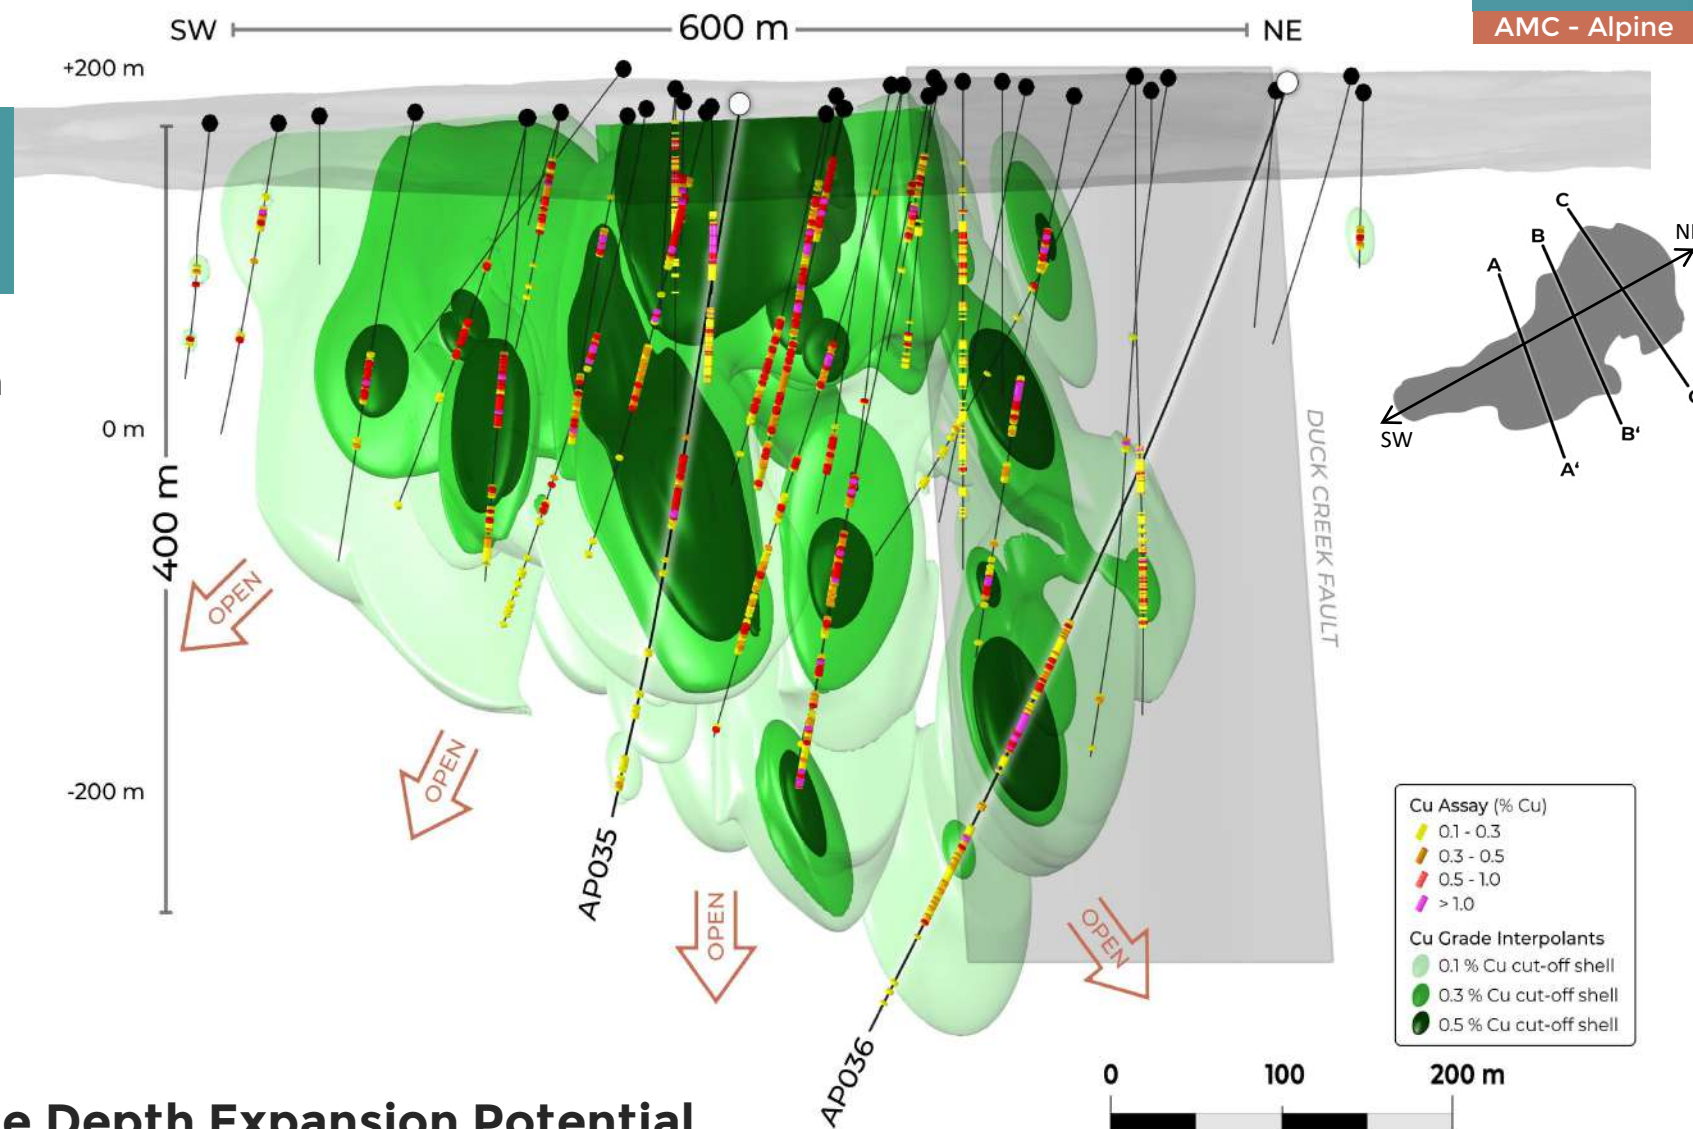 SW
600 m
NE
AMC - Alpine
+200 m
0 m
400 m
-200 m
OPEN
OPEN
OPEN
OPEN
AP035
AP036
DUCK CREEK FAULT
C
B
A
SW
B'
A'
Cu Assay (% Cu)
0.1 - 0.3
0.3 - 0.5
0.5 - 1.0
> 1.0
Cu Grade Interpolants
0.1 % Cu cut-off shell
0.3 % Cu cut-off shell
0.5 % Cu cut-off shell
0 100 200 m
Depth Expansion Potential